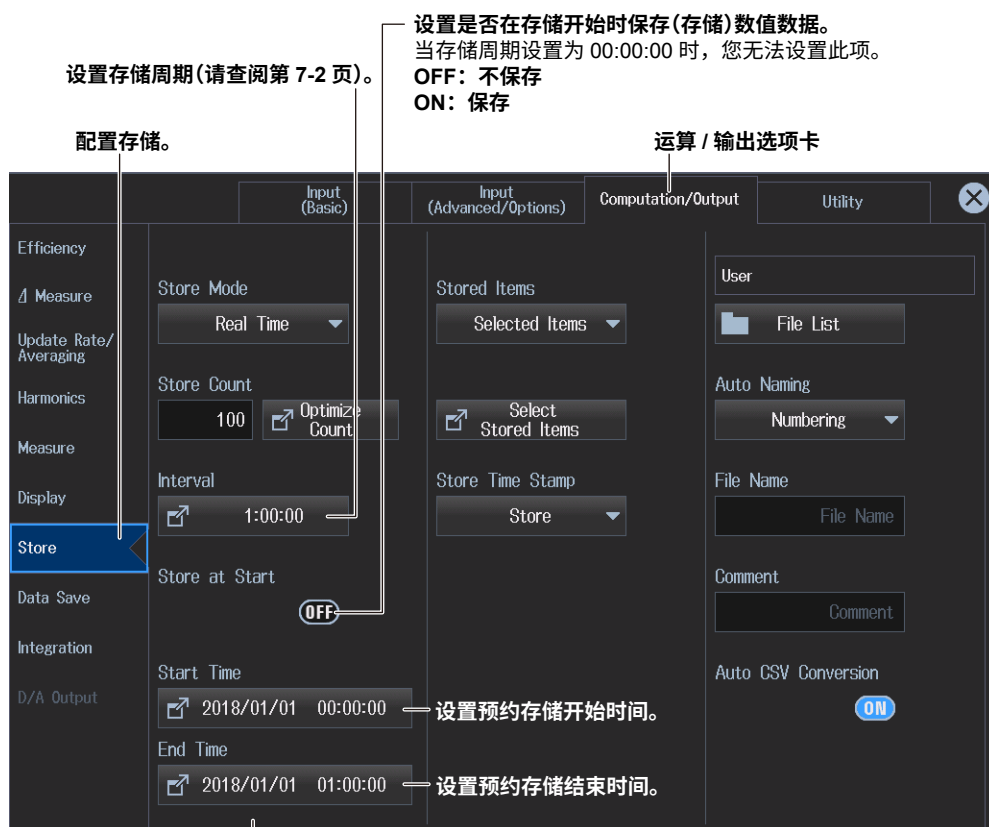 设置是否在存储开始时保存（存储）数值数据。
当存储周期设置为 00:00:00 时，您无法设置此项。
OFF：不保存
ON：保存
设置存储周期（请查阅第 7-2 页）。
配置存储。
运算 / 输出选项卡
Input
(Basic)
Input
(Advanced/Options)
Computation/Output
Utility
Efficiency
⊿ Measure
Update Rate/
Averaging
Harmonics
Measure
Display
Store
Data Save
Integration
D/A Output
Store Mode
Real Time
Store Count
100
Optimize
Count
Interval
1:00:00
Store at Start
OFF
Start Time
2018/01/01 00:00:00
设置预约存储开始时间。
End Time
2018/01/01 01:00:00
设置预约存储结束时间。
Stored Items
Selected Items
Select
Stored Items
Store Time Stamp
Store
User
File List
Auto Naming
Numbering
File Name
File Name
Comment
Comment
Auto CSV Conversion
ON